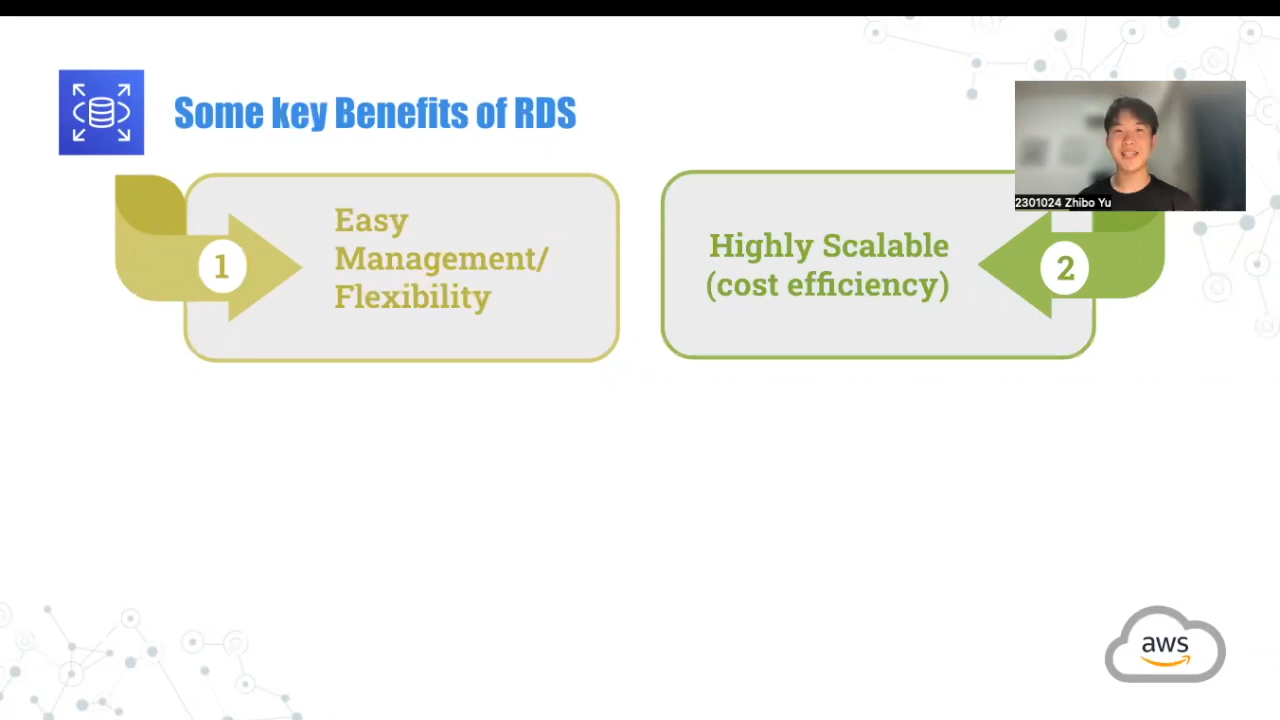 Some key Benefits of RDS
2301024 Zhibo Yu
1
Easy
Management/
Flexibility
Highly Scalable
(cost efficiency)
2
aws